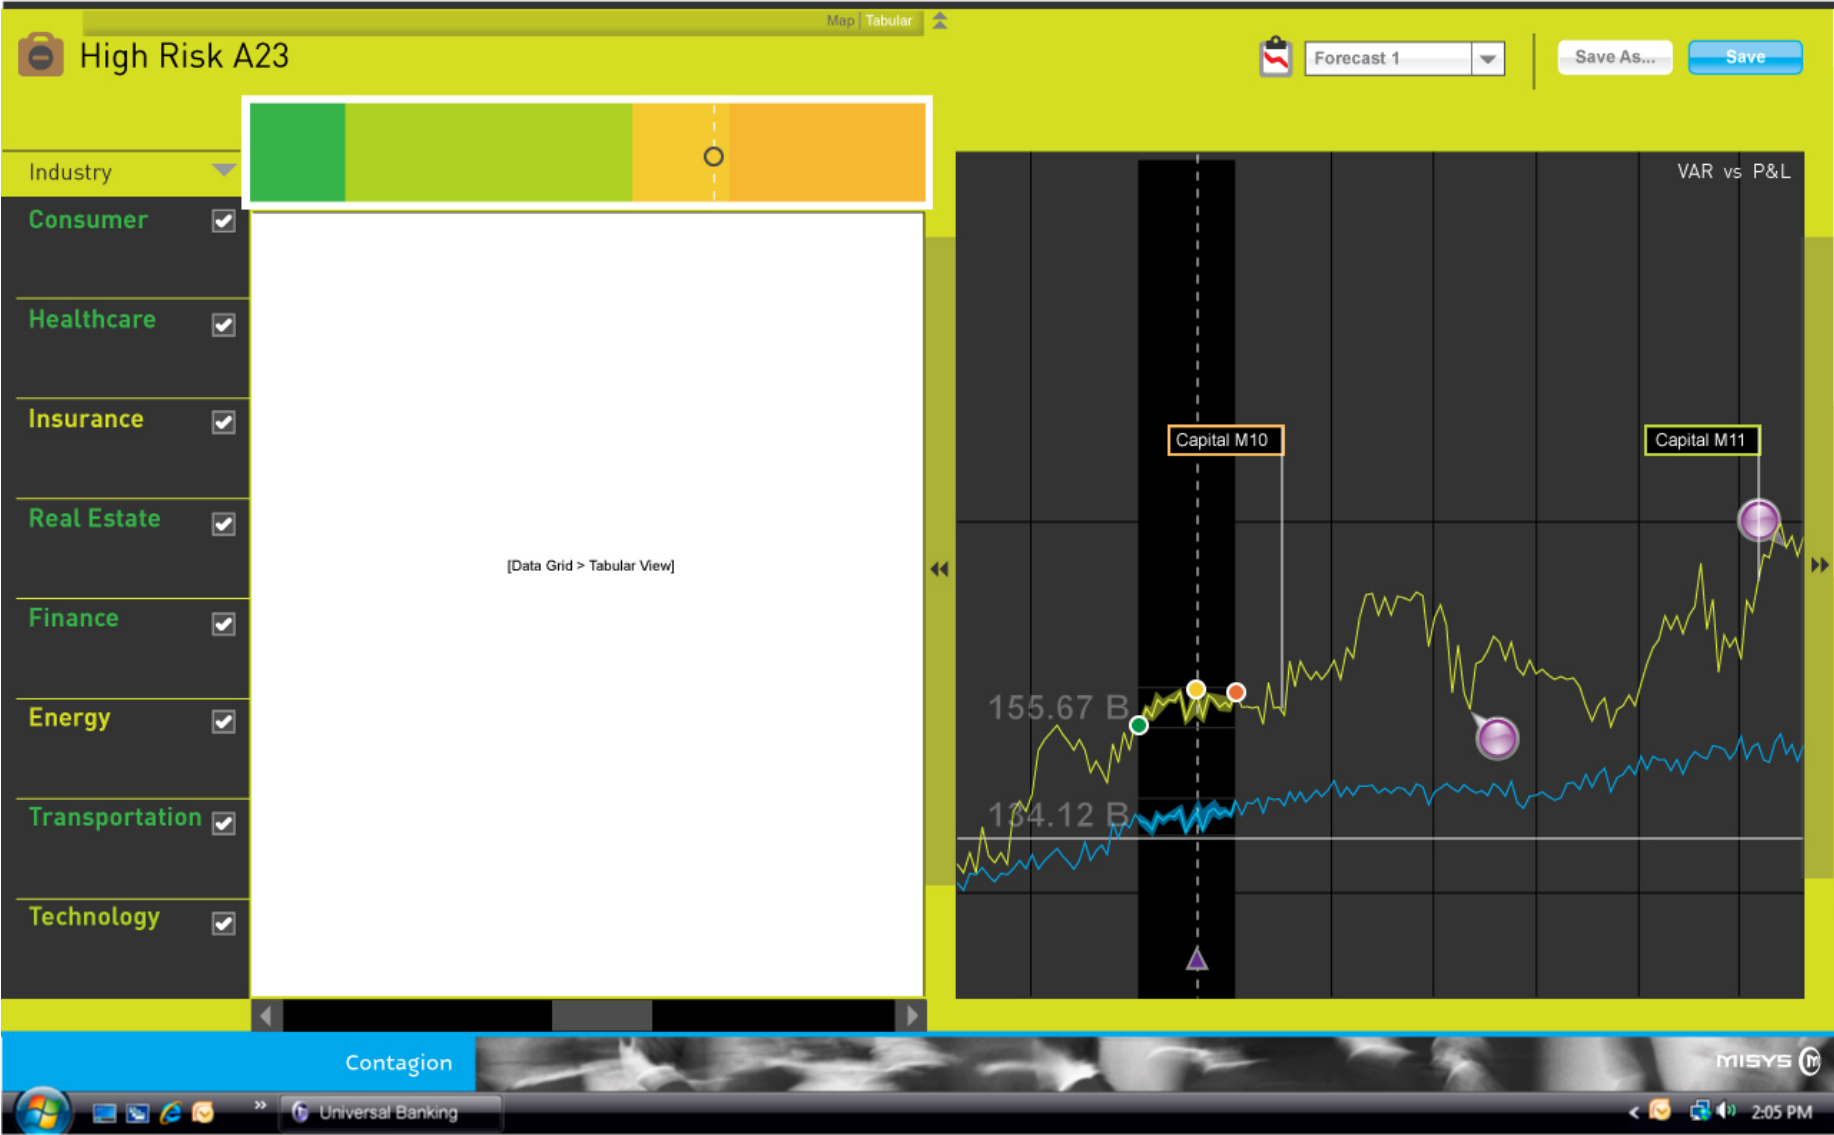 Map | Tabular
High Risk A23
Forecast 1
Save As...
Save
Industry
VAR vs P&L
Consumer
Healthcare
Insurance
Real Estate
Finance
Energy
Transportation
Technology
[Data Grid > Tabular View]
Capital M10
Capital M11
155.67 B
134.12 B
Contagion
MISYS m
Universal Banking
2:05 PM